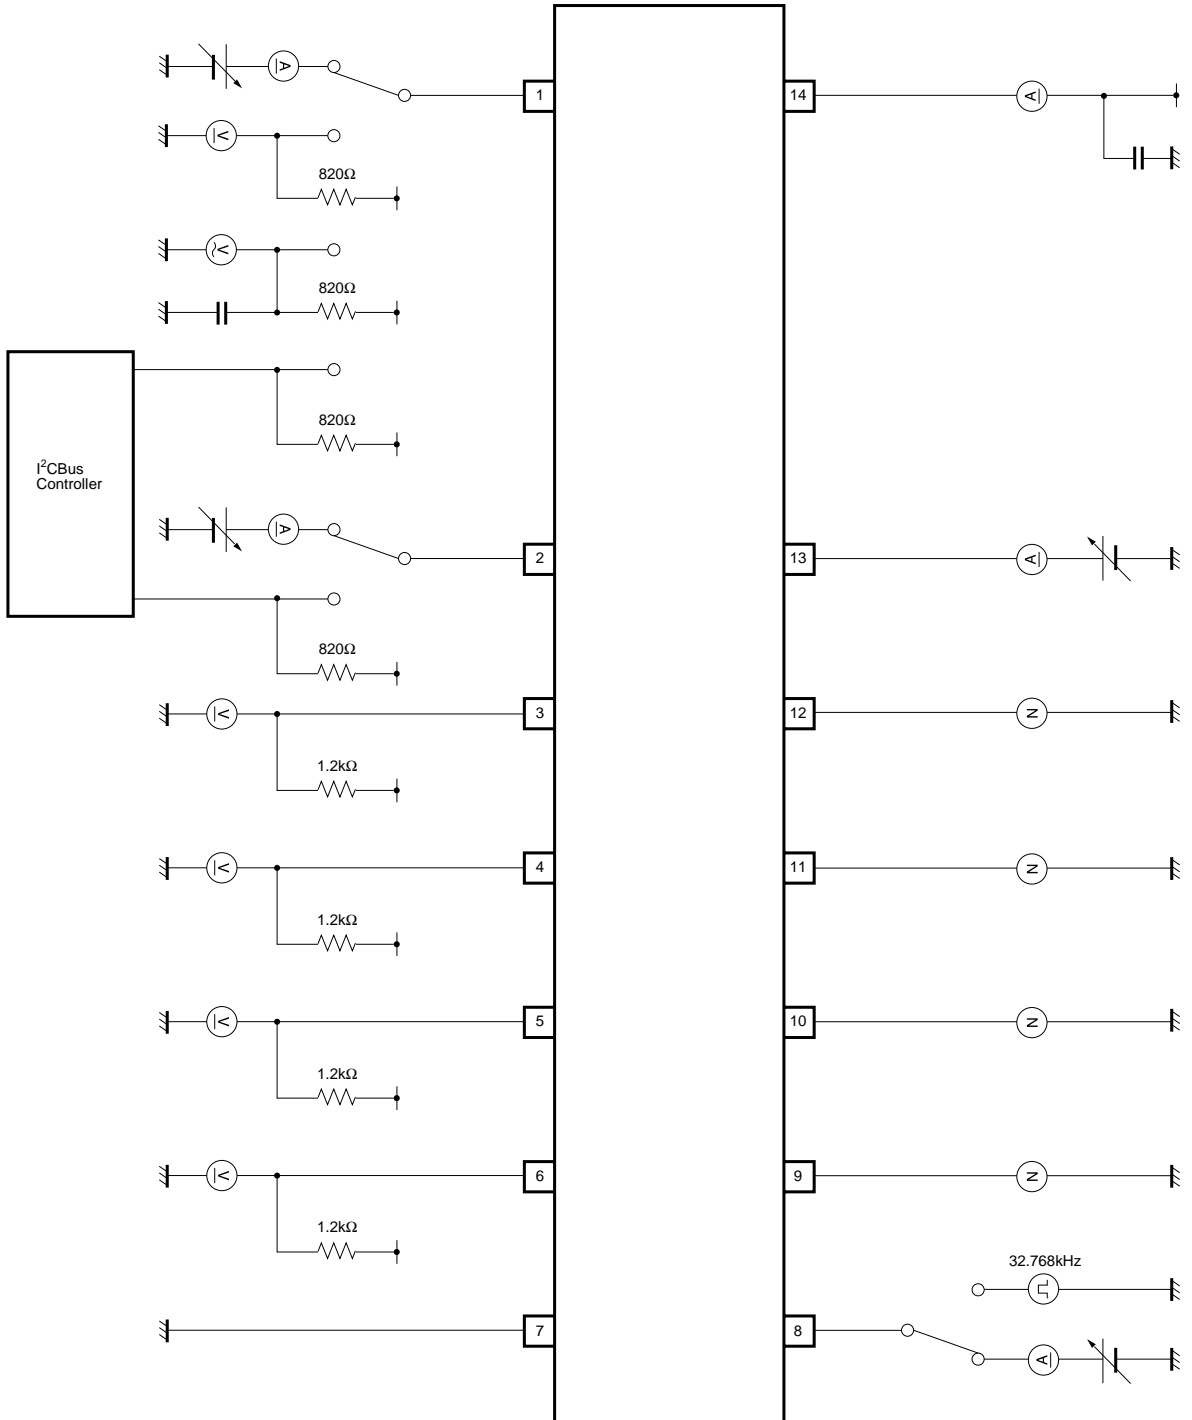 A
1
14
A
V
820Ω
V
820Ω
820Ω
I²CBus
Controller
A
2
13
A
820Ω
V
3
12
N
1.2kΩ
V
4
11
N
1.2kΩ
V
5
10
N
1.2kΩ
V
6
9
N
1.2kΩ
32.768kHz
7
8
A